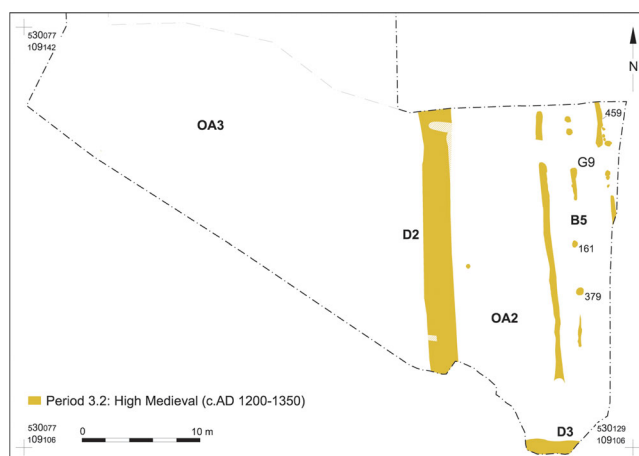 530077
109142
N
459
OA3
G9
B5
D2
161
379
OA2
Period 3.2: High Medieval (c.AD 1200-1350)
D3
530077
109106
0 10 m
530129
109106